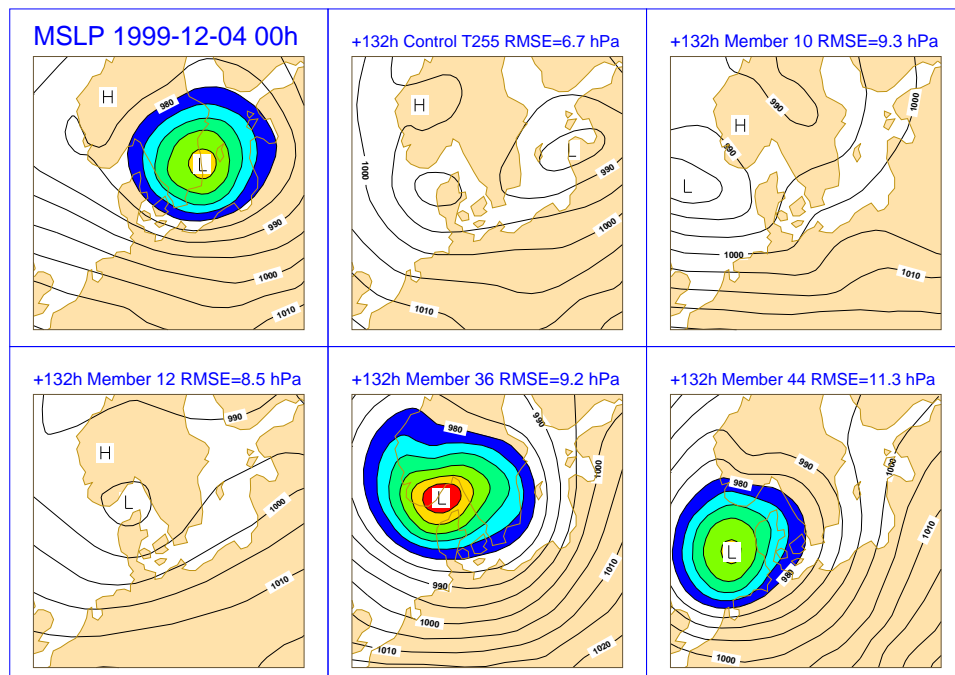 MSLP 1999-12-04 00h
H
980
L
990
1000
1010
+132h Control T255 RMSE=6.7 hPa
H
L
990
1000
1000
1010
+132h Member 10 RMSE=9.3 hPa
990
1000
H
990
L
1000
1010
+132h Member 12 RMSE=8.5 hPa
990
H
L
1000
1010
+132h Member 36 RMSE=9.2 hPa
980
990
1000
L
1010
990
1000
1010
1020
+132h Member 44 RMSE=11.3 hPa
990
1000
980
1010
L
980
1000